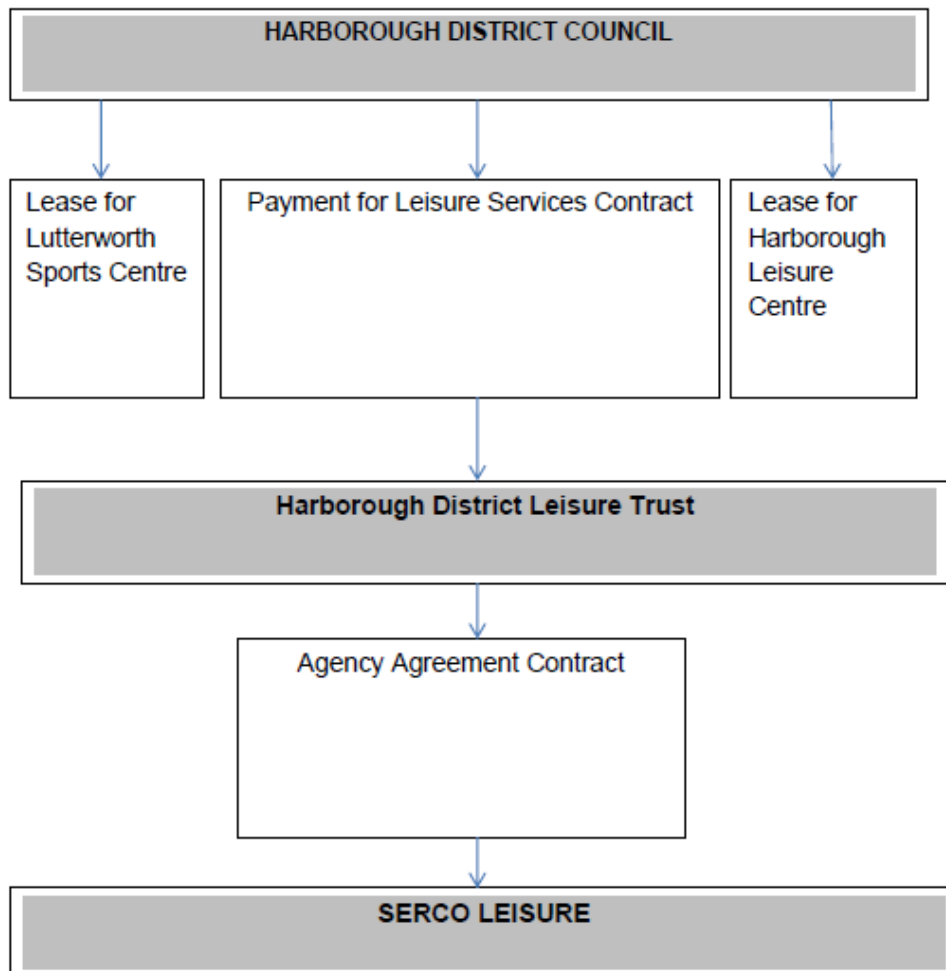 HARBOROUGH DISTRICT COUNCIL
Lease for
Lutterworth
Sports Centre
Payment for Leisure Services Contract
Lease for
Harborough
Leisure
Centre
Harborough District Leisure Trust
Agency Agreement Contract
SERCO LEISURE